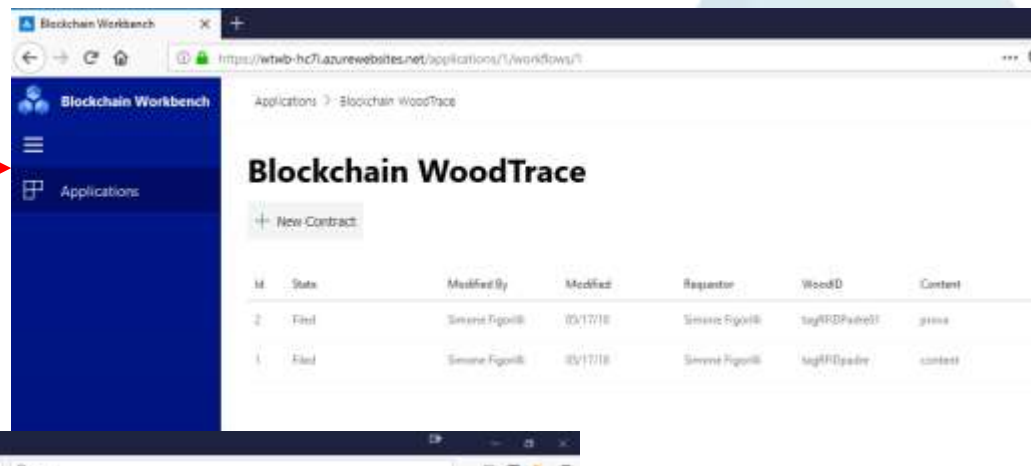 Blockchain Workbench
https://wtwb-hc7l.azurewebsites.net/applications/1/workflows/1
Blockchain Workbench
Applications > Blockchain WoodTrace
Applications
Blockchain WoodTrace
+ New Contract
Id State Modified By Modified Requestor WoodID Content
2 Filed Simone Figorilli 05/17/18 Simone Figorilli prova
1 Filed Simone Figorilli 05/17/18 Simone Figorilli tagRFIDpadre content